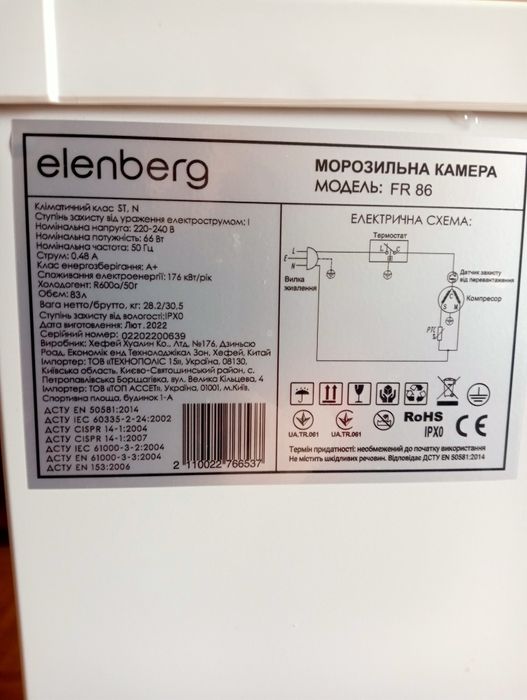 elenberg
МОРОЗИЛЬНА КАМЕРА
МОДЕЛЬ: FR 86
Кліматичний клас ST, N
Ступінь захисту від ураження електрострумом: I
Номінальна напруга: 220-240 В
Номінальна потужність: 66 Вт
Номінальна частота: 50 Гц
Струм: 0.48 А
Клас енергозберігання: А+
Споживання електроенергії: 176 кВт/рік
Холодогент: R600a/50г
Обєм: 83л
Вага нетто/брутто, кг: 28.2/30,5
Ступінь захисту від вологості:IPX0
Дата виготовлення: Лют. 2022
Серійний номер: 02202200639
Виробник: Хефей Хуалин Ко., Лтд, №176, Дзиньсю
Роад, Економік енд Технолоджікал Зон, Хефей, Китай
Імпортер: ТОВ «ТЕХНОПОЛІС 15», Україна, 08130,
Київська область, Києво-Святошинський район, с.
Петропавлівська Борщагівка, вул. Велика Кільцева, 4
Імпортер: ТОВ «ТОП АССЕТ», Україна, 01001, м.Київ,
Спортивна площа, будинок 1-А
ДСТУ EN 50581:2014
ДСТУ IEC 60335-2-24:2002
ДСТУ CISPR 14-1:2004
ДСТУ CISPR 14-1:2007
ДСТУ IEC 61000-3-2:2004
ДСТУ EN 61000-3-3:2004
ДСТУ EN 153:2006
2 110022 766537
ЕЛЕКТРИЧНА СХЕМА:
Термостат
L
E
N
L C
Вилка
живлення
Датчик захисту
від перевантаження
Компресор
C
S
PTC
UA.TR.061
UA.TR.061
RoHS
IPX0
CE
Термін придатності: необмежений до початку використання
Не містить шкідливих речовин. Відповідає ДСТУ EN 50581:2014